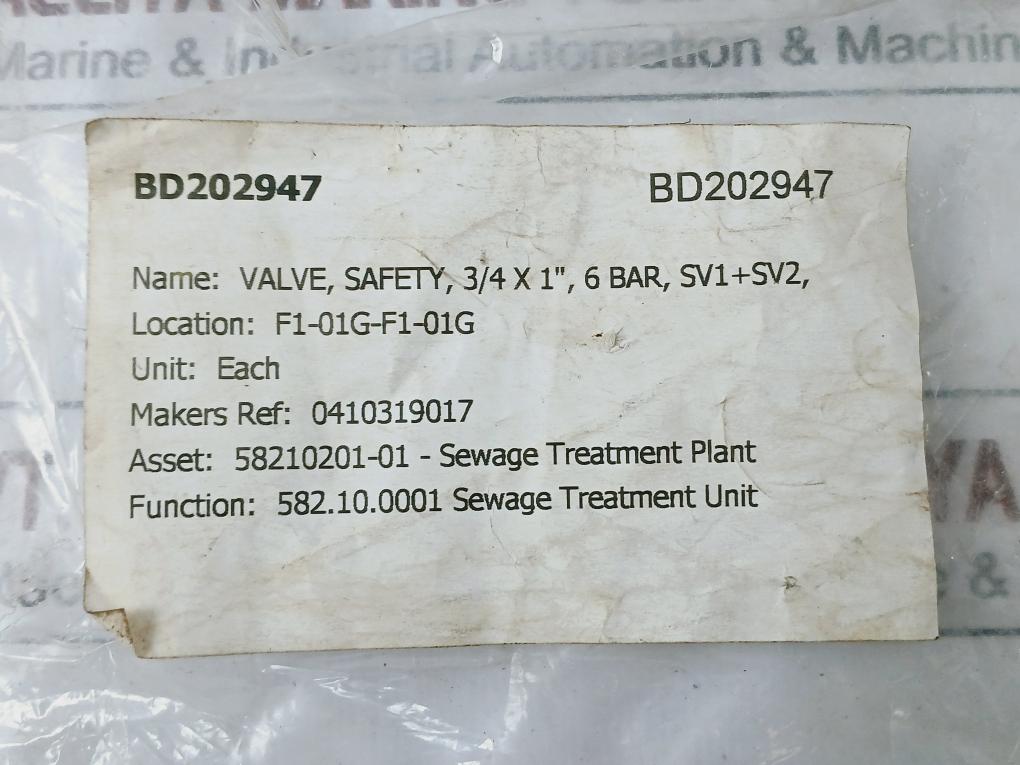 Marine & Industrial Automation & Machin
BD202947 BD202947
Name: VALVE, SAFETY, 3/4 X 1", 6 BAR, SV1+SV2,
Location: F1-01G-F1-01G
Unit: Each
Makers Ref: 0410319017
Asset: 58210201-01 - Sewage Treatment Plant
Function: 582.10.0001 Sewage Treatment Unit
YA
&